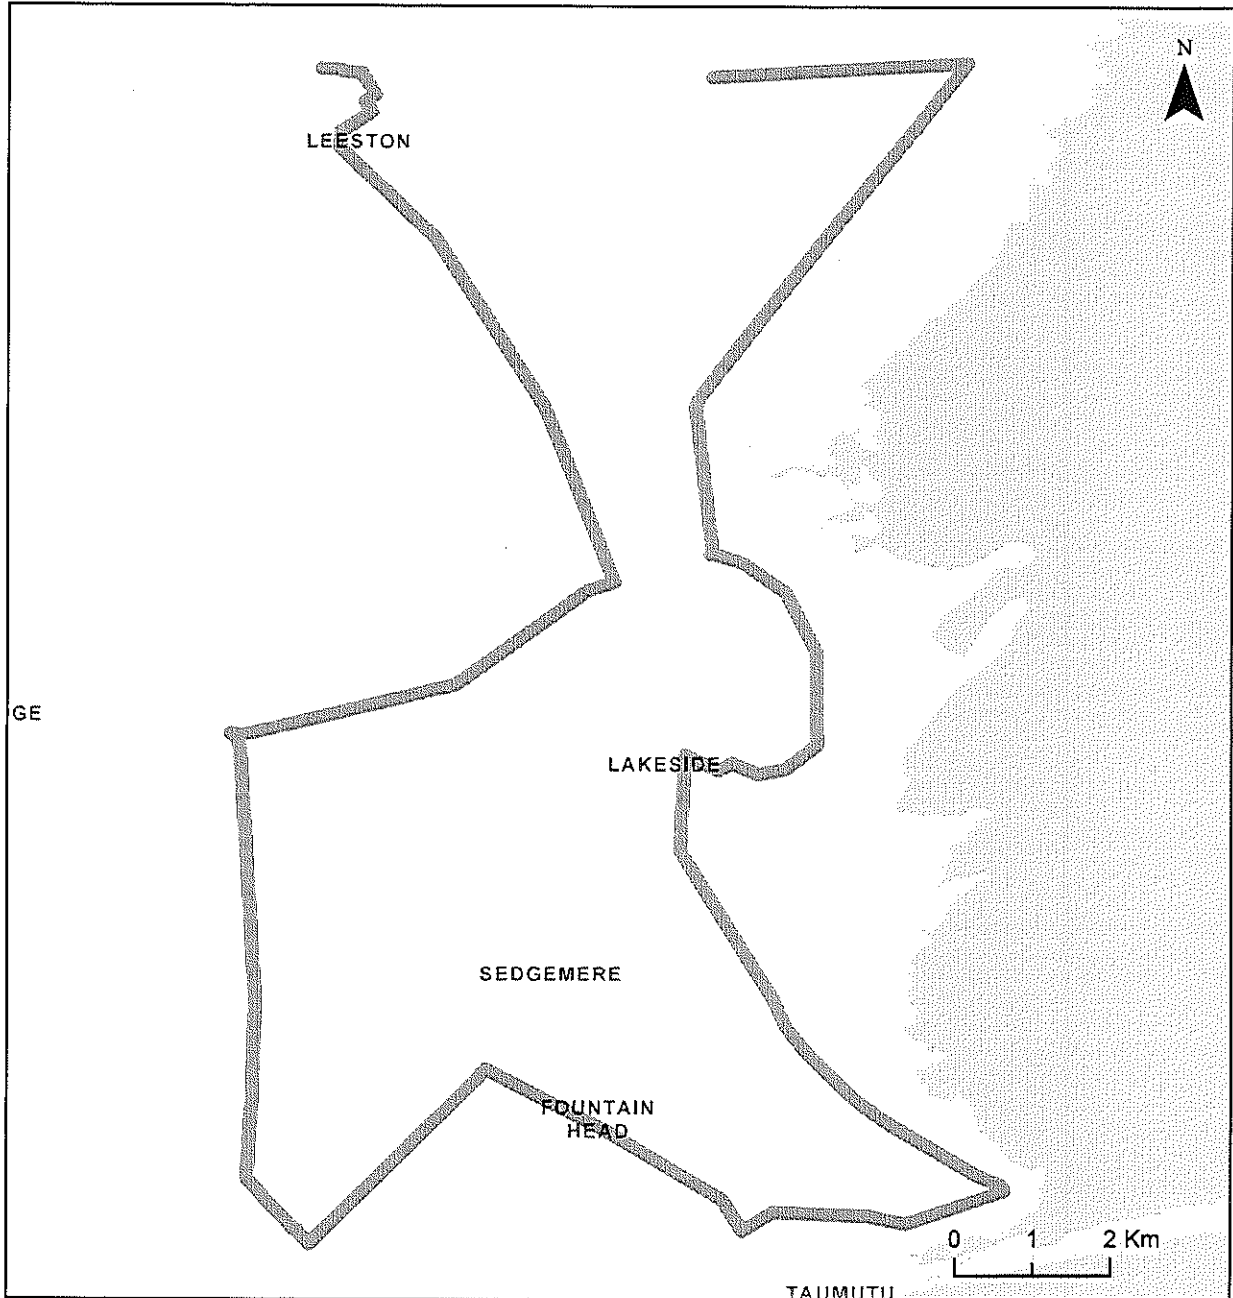 N
LEESTON
GE
LAKESIDE
SEDGEMERE
FOUNTAIN
HEAD
0 1 2 Km
TAUMUTU